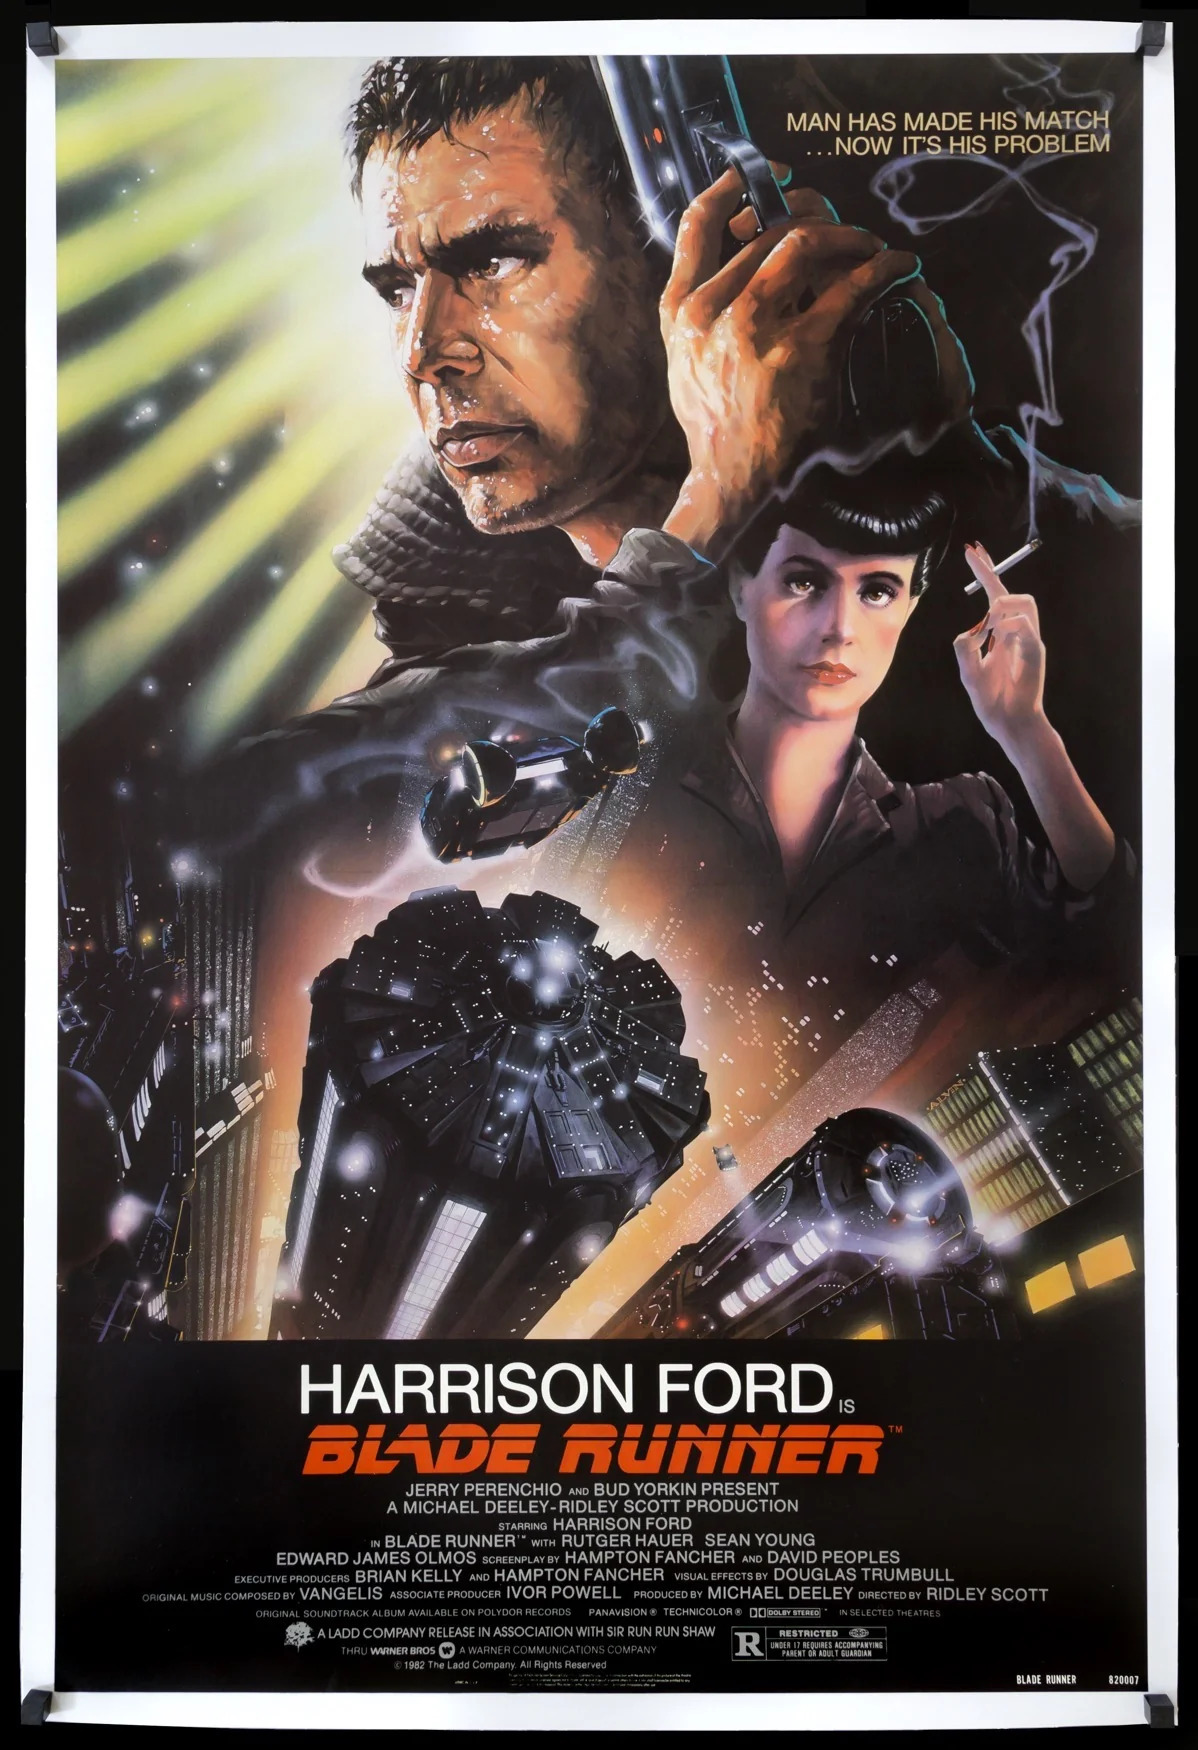 MAN HAS MADE HIS MATCH
...NOW IT'S HIS PROBLEM
ALVIN
HARRISON FORD IS
BLADE RUNNER™
JERRY PERENCHIO AND BUD YORKIN PRESENT
A MICHAEL DEELEY-RIDLEY SCOTT PRODUCTION
STARRING HARRISON FORD
IN BLADE RUNNER™ WITH RUTGER HAUER SEAN YOUNG
EDWARD JAMES OLMOS SCREENPLAY BY HAMPTON FANCHER AND DAVID PEOPLES
EXECUTIVE PRODUCERS BRIAN KELLY AND HAMPTON FANCHER VISUAL EFFECTS BY DOUGLAS TRUMBULL
ORIGINAL MUSIC COMPOSED BY VANGELIS ASSOCIATE PRODUCER IVOR POWELL PRODUCED BY MICHAEL DEELEY DIRECTED BY RIDLEY SCOTT
ORIGINAL SOUNDTRACK ALBUM AVAILABLE ON POLYDOR RECORDS PANAVISION® TECHNICOLOR® DOLBY STEREO IN SELECTED THEATRES
A LADD COMPANY RELEASE IN ASSOCIATION WITH SIR RUN RUN SHAW
THRU WARNER BROS A WARNER COMMUNICATIONS COMPANY
© 1982 The Ladd Company. All Rights Reserved
R RESTRICTED
UNDER 17 REQUIRES ACCOMPANYING
PARENT OR ADULT GUARDIAN
BLADE RUNNER 820007